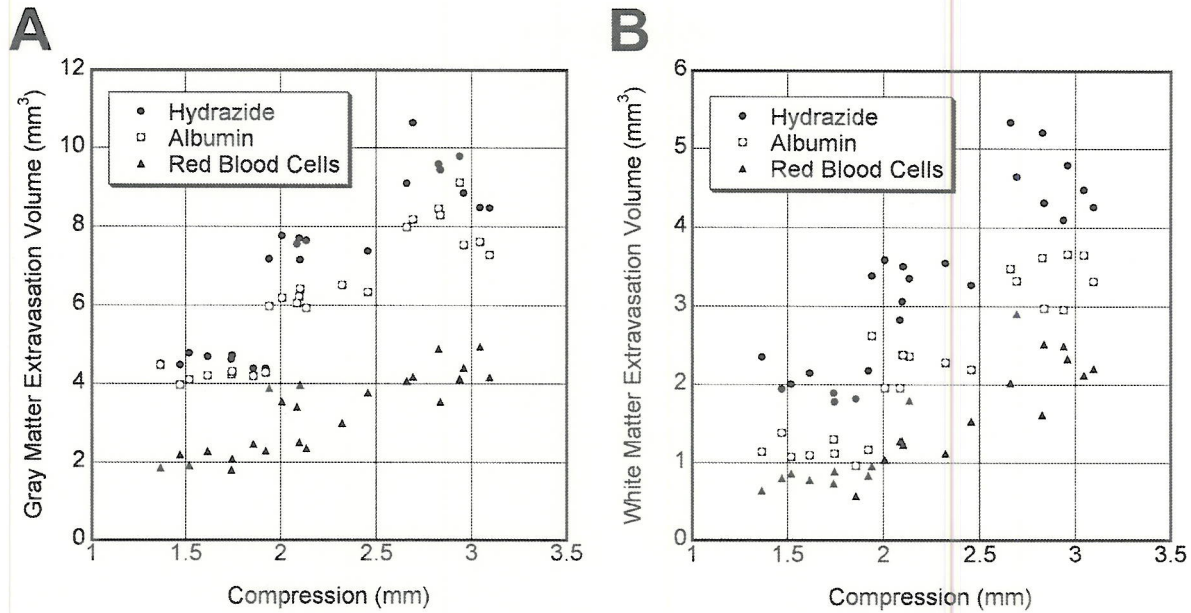 A
Gray Matter Extravasation Volume (mm³)
12
10
8
6
4
2
0
Hydrazide
Albumin
Red Blood Cells
1
1.5
2
2.5
3
3.5
Compression (mm)
B
White Matter Extravasation Volume (mm³)
6
5
4
3
2
1
0
Hydrazide
Albumin
Red Blood Cells
1
1.5
2
2.5
3
3.5
Compression (mm)